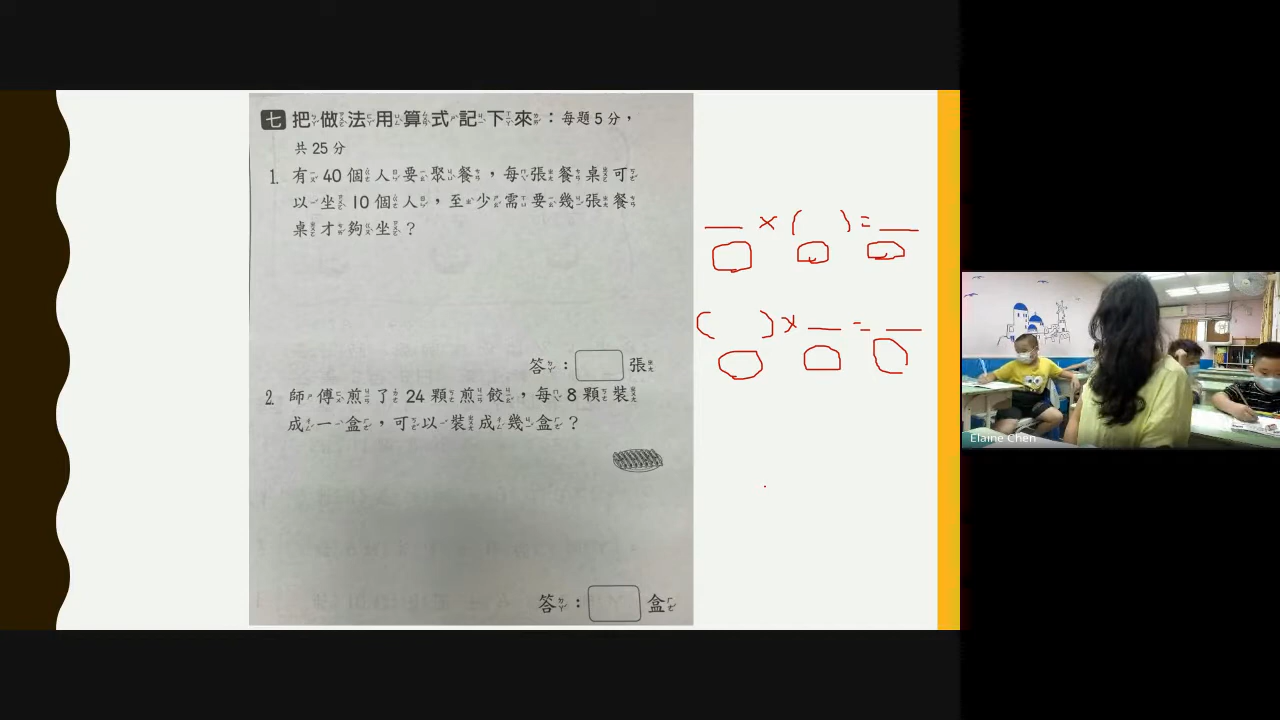 七 把做法用算式記下來：每題5分，
共25分
1. 有40個人要聚餐，每張餐桌可
以坐10個人，至少需要幾張餐
桌才夠坐？
答：張
2. 師傅煎了24顆煎餃，每8顆裝
成一盒，可以裝成幾盒？
答：盒
__ × ( ) = __
( ) × __ = __
Elaine Chen